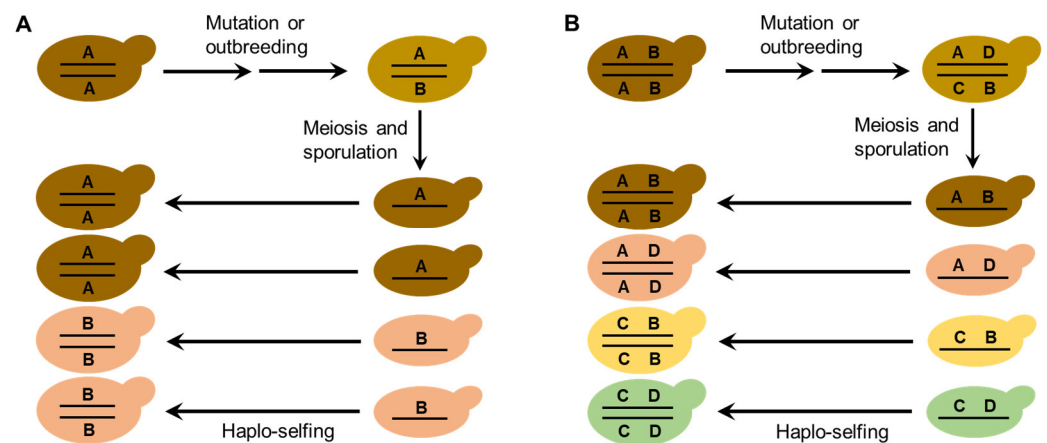 A
Mutation or
outbreeding
A
A
A
B
Meiosis and
sporulation
A
A
A
A
A
A
B
B
B
B
B
B
Haplo-selfing
B
Mutation or
outbreeding
A B
A B
A D
C B
Meiosis and
sporulation
A B
A B
A B
A D
A D
A D
C B
C B
C B
C D
C D
C D
Haplo-selfing